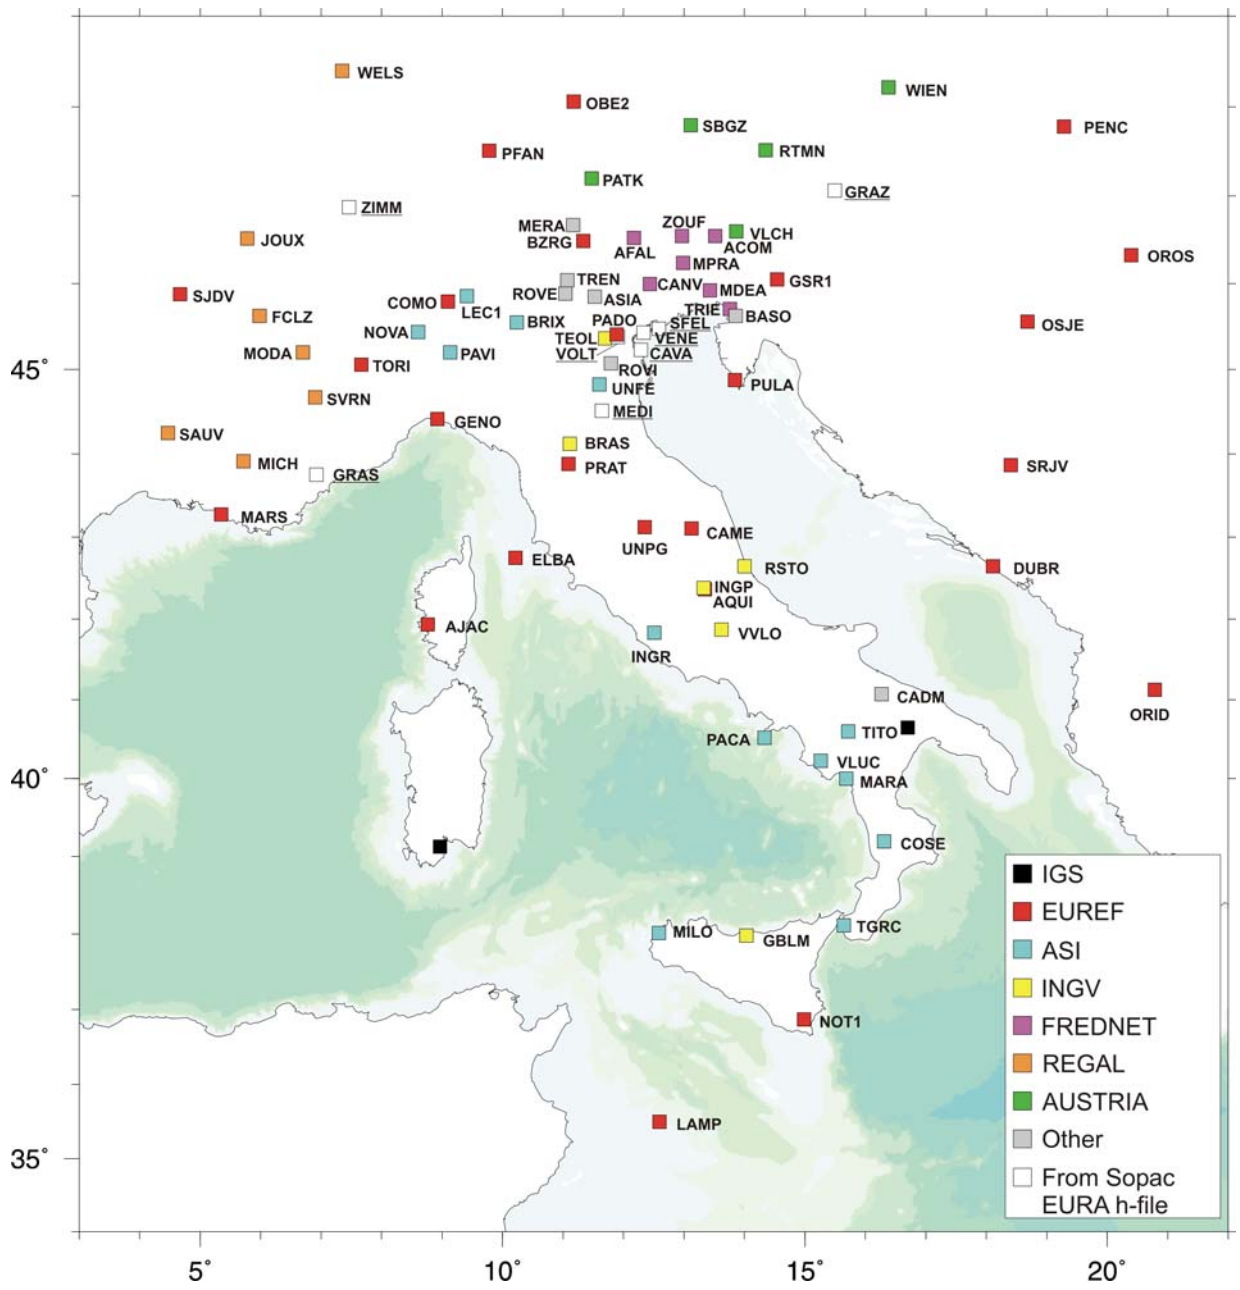 WELS
WIEN
OBE2
PENC
SBGZ
PFAN
RTMN
PATK
GRAZ
ZIMM
MERA
ZOUF
VLCH
JOUX
BZRG
AFAL
ACOM
OROS
MPRA
TREN
CANV
GSR1
SJDV
ROVE
ASIA
MDEA
COMO
LEC1
TRIE
FCLZ
BRIX
PADO
SFEL
BASO
OSJE
NOVA
TEOL
VENE
MODA
PAVI
VOLT
CAVA
45°
TORI
ROVI
PULA
UNFE
SVRN
MEDI
GENO
SAUV
BRAS
MICH
PRAT
SRJV
GRAS
MARS
CAME
UNPG
ELBA
RSTO
DUBR
INGP
AQUI
AJAC
VVLO
INGR
CADM
ORID
TITO
PACA
VLUC
40°
MARA
COSE
IGS
EUREF
TGRC
MILO
GBLM
ASI
INGV
NOT1
FREDNET
REGAL
AUSTRIA
LAMP
Other
35°
From Sopac
EURA h-file
5°
10°
15°
20°